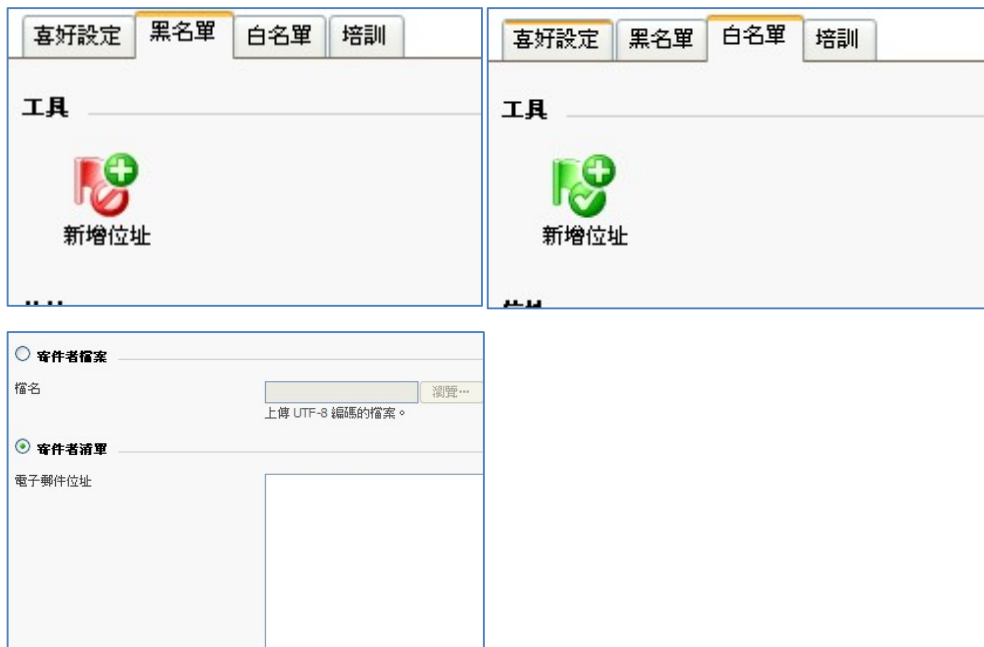 喜好設定 黑名單 白名單 培訓
工具
新增位址
喜好設定 黑名單 白名單 培訓
工具
新增位址
寄件者檔案
檔名
瀏覽…
上傳 UTF-8 編碼的檔案。
寄件者清單
電子郵件位址